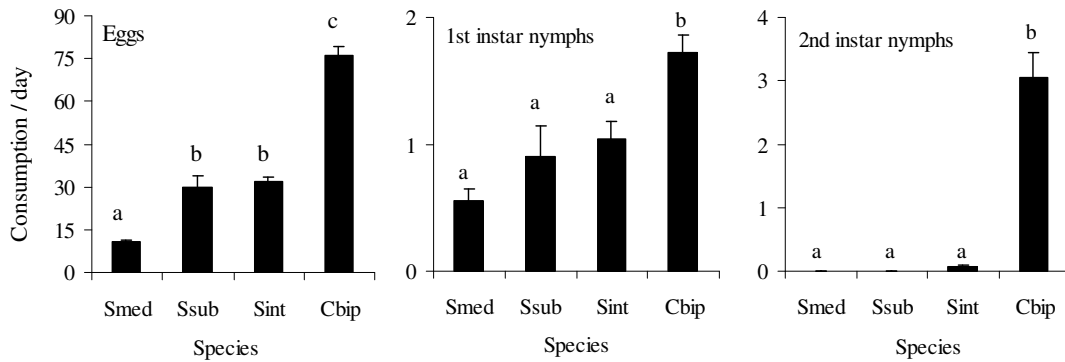 Consumption / day
Eggs
90
75
60
45
30
15
0
a
b
b
c
Smed Ssub Sint Cbip
Species
1st instar nymphs
2
1
0
a
a
a
b
Smed Ssub Sint Cbip
Species
2nd instar nymphs
4
3
2
1
0
a
a
a
b
Smed Ssub Sint Cbip
Species